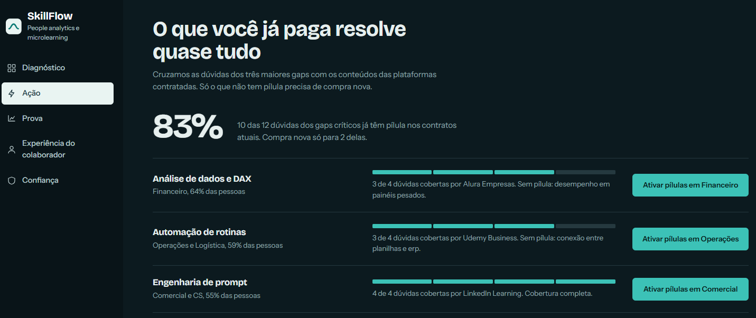 SkillFlow
People analytics e
microlearning
Diagnóstico
Ação
Prova
Experiência do
colaborador
Confiança
O que você já paga resolve
quase tudo
Cruzamos as dúvidas dos três maiores gaps com os conteúdos das plataformas
contratadas. Só o que não tem pílula precisa de compra nova.
83%
10 das 12 dúvidas dos gaps críticos já têm pílula nos contratos
atuais. Compra nova só para 2 delas.
Análise de dados e DAX
Financeiro, 64% das pessoas
3 de 4 dúvidas cobertas por Alura Empresas. Sem pílula: desempenho em
painéis pesados.
Ativar pílulas em Financeiro
Automação de rotinas
Operações e Logística, 59% das pessoas
3 de 4 dúvidas cobertas por Udemy Business. Sem pílula: conexão entre
planilhas e erp.
Ativar pílulas em Operações
Engenharia de prompt
Comercial e CS, 55% das pessoas
4 de 4 dúvidas cobertas por LinkedIn Learning. Cobertura completa.
Ativar pílulas em Comercial